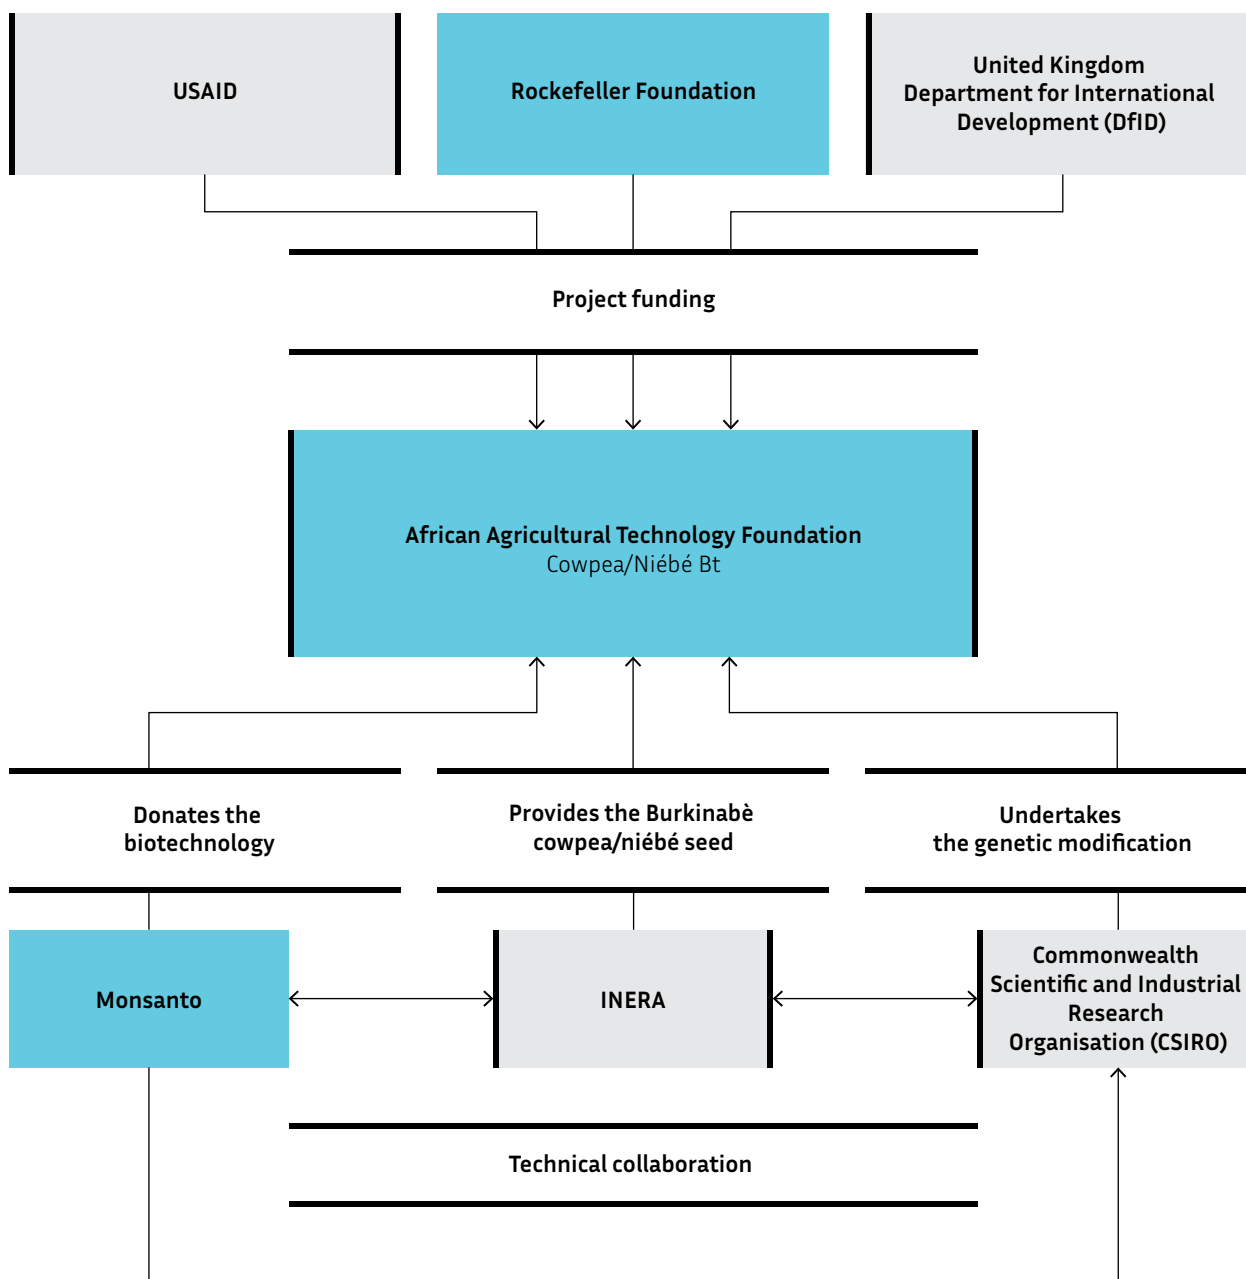 USAID
Rockefeller Foundation
United Kingdom
Department for International
Development (DfID)
Project funding
African Agricultural Technology Foundation
Cowpea/Niébé Bt
Donates the
biotechnology
Provides the Burkinabè
cowpea/niébé seed
Undertakes
the genetic modification
Monsanto
INERA
Commonwealth
Scientific and Industrial
Research
Organisation (CSIRO)
Technical collaboration